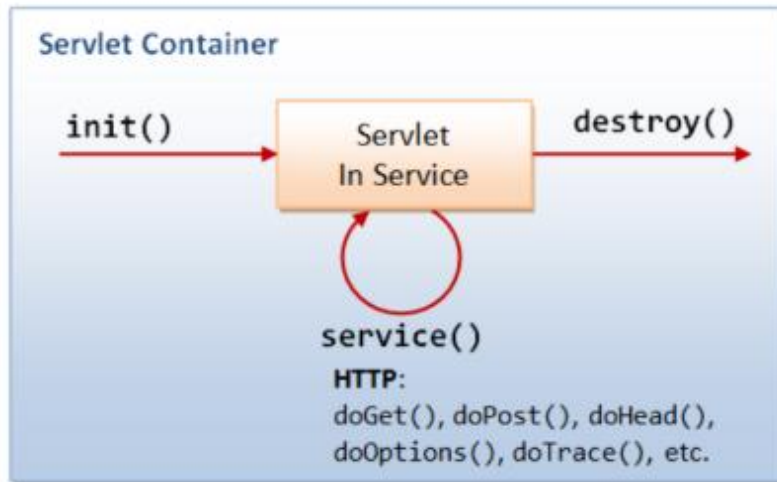 Servlet Container
init()
destroy()
Servlet
In Service
service()
HTTP:
doGet(), doPost(), doHead(),
doOptions(), doTrace(), etc.